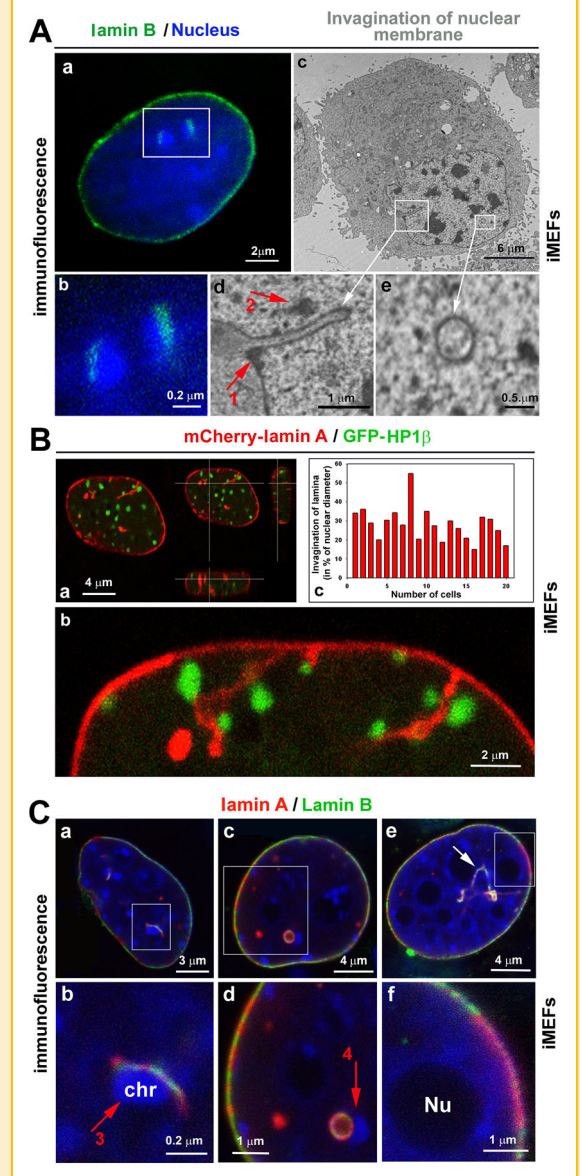 A
lamin B / Nucleus
Invagination of nuclear
membrane
immunofluorescence
a
2μm
c
6 μm
iMEFs
b
0.2 μm
d
2
1
1 μm
e
0.5.μm
B
mCherry-lamin A / GFP-HP1β
a
4 μm
Invagination of lamina
(in % of nuclear diameter)
60
50
40
30
20
10
0
0 5 10 15 20
Number of cells
c
iMEFs
b
2 μm
C
lamin A / Lamin B
immunofluorescence
a
3 μm
c
4 μm
e
4 μm
iMEFs
b
chr
3
0.2 μm
d
4
1 μm
f
Nu
1 μm